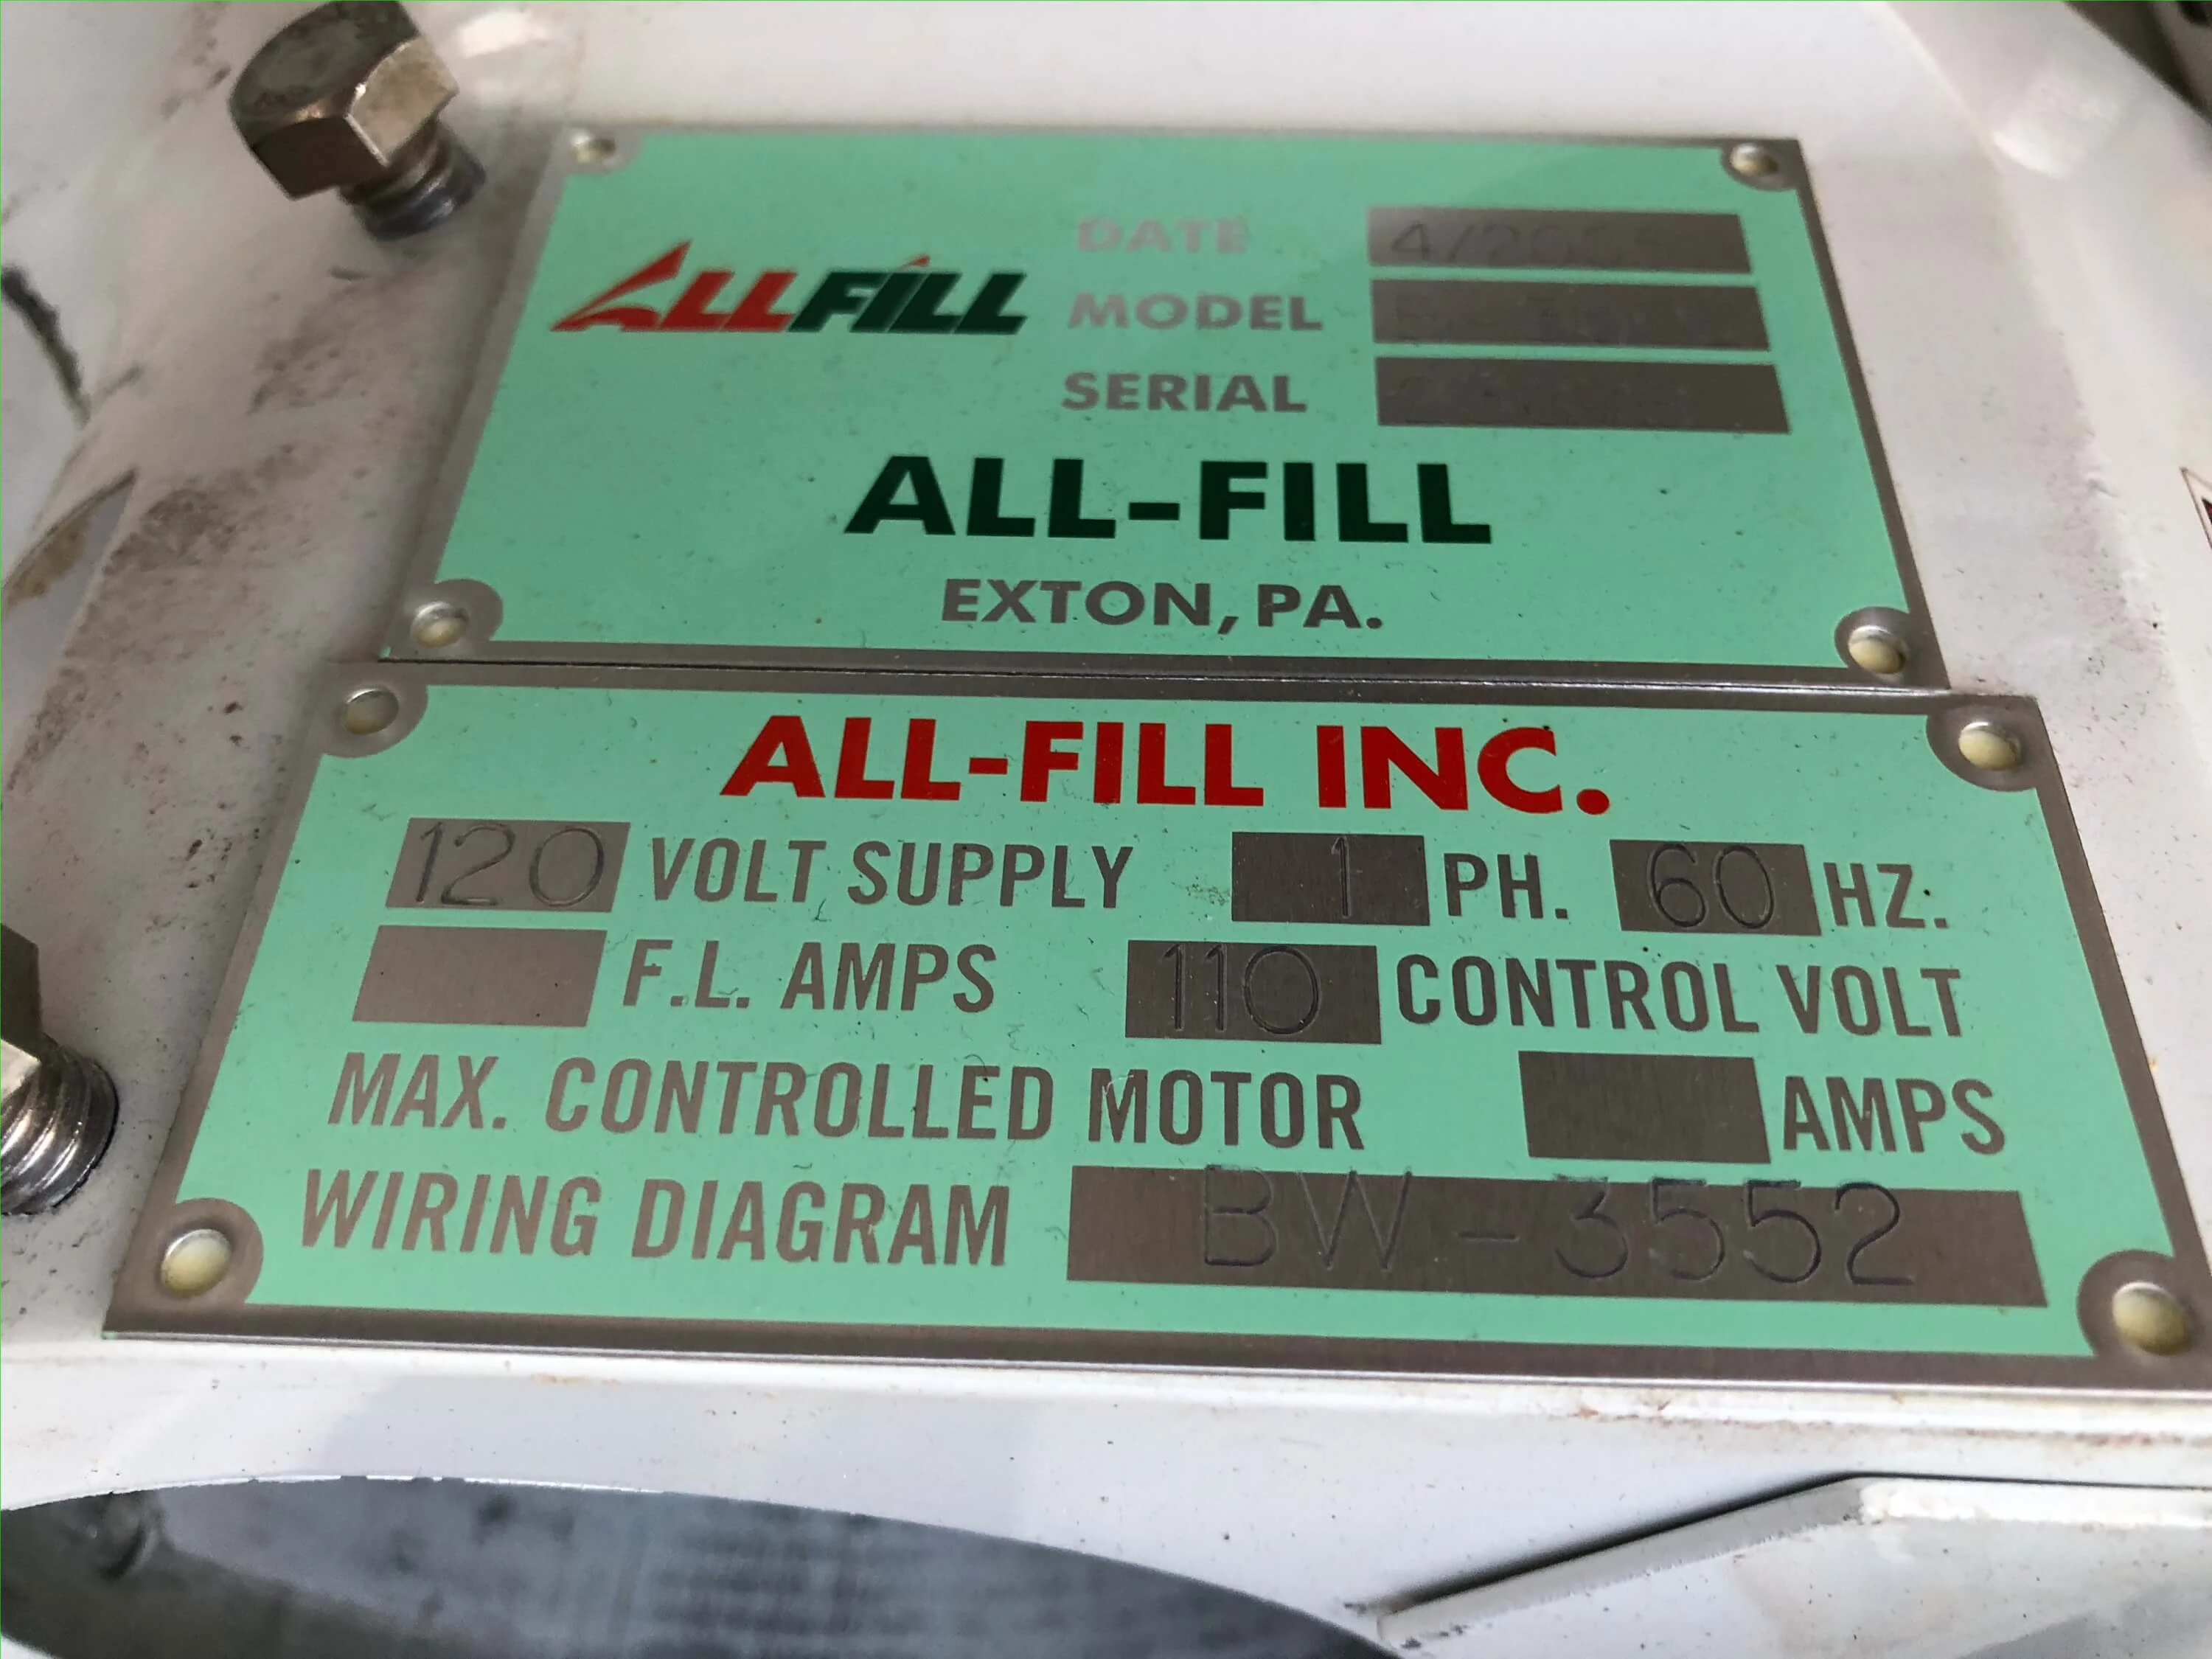 ALLFILL
DATE
MODEL
SERIAL
ALL-FILL
EXTON, PA.
ALL-FILL INC.
120 VOLT SUPPLY 1 PH. 60 HZ.
F.L. AMPS 110 CONTROL VOLT
MAX. CONTROLLED MOTOR AMPS
WIRING DIAGRAM BW-3552